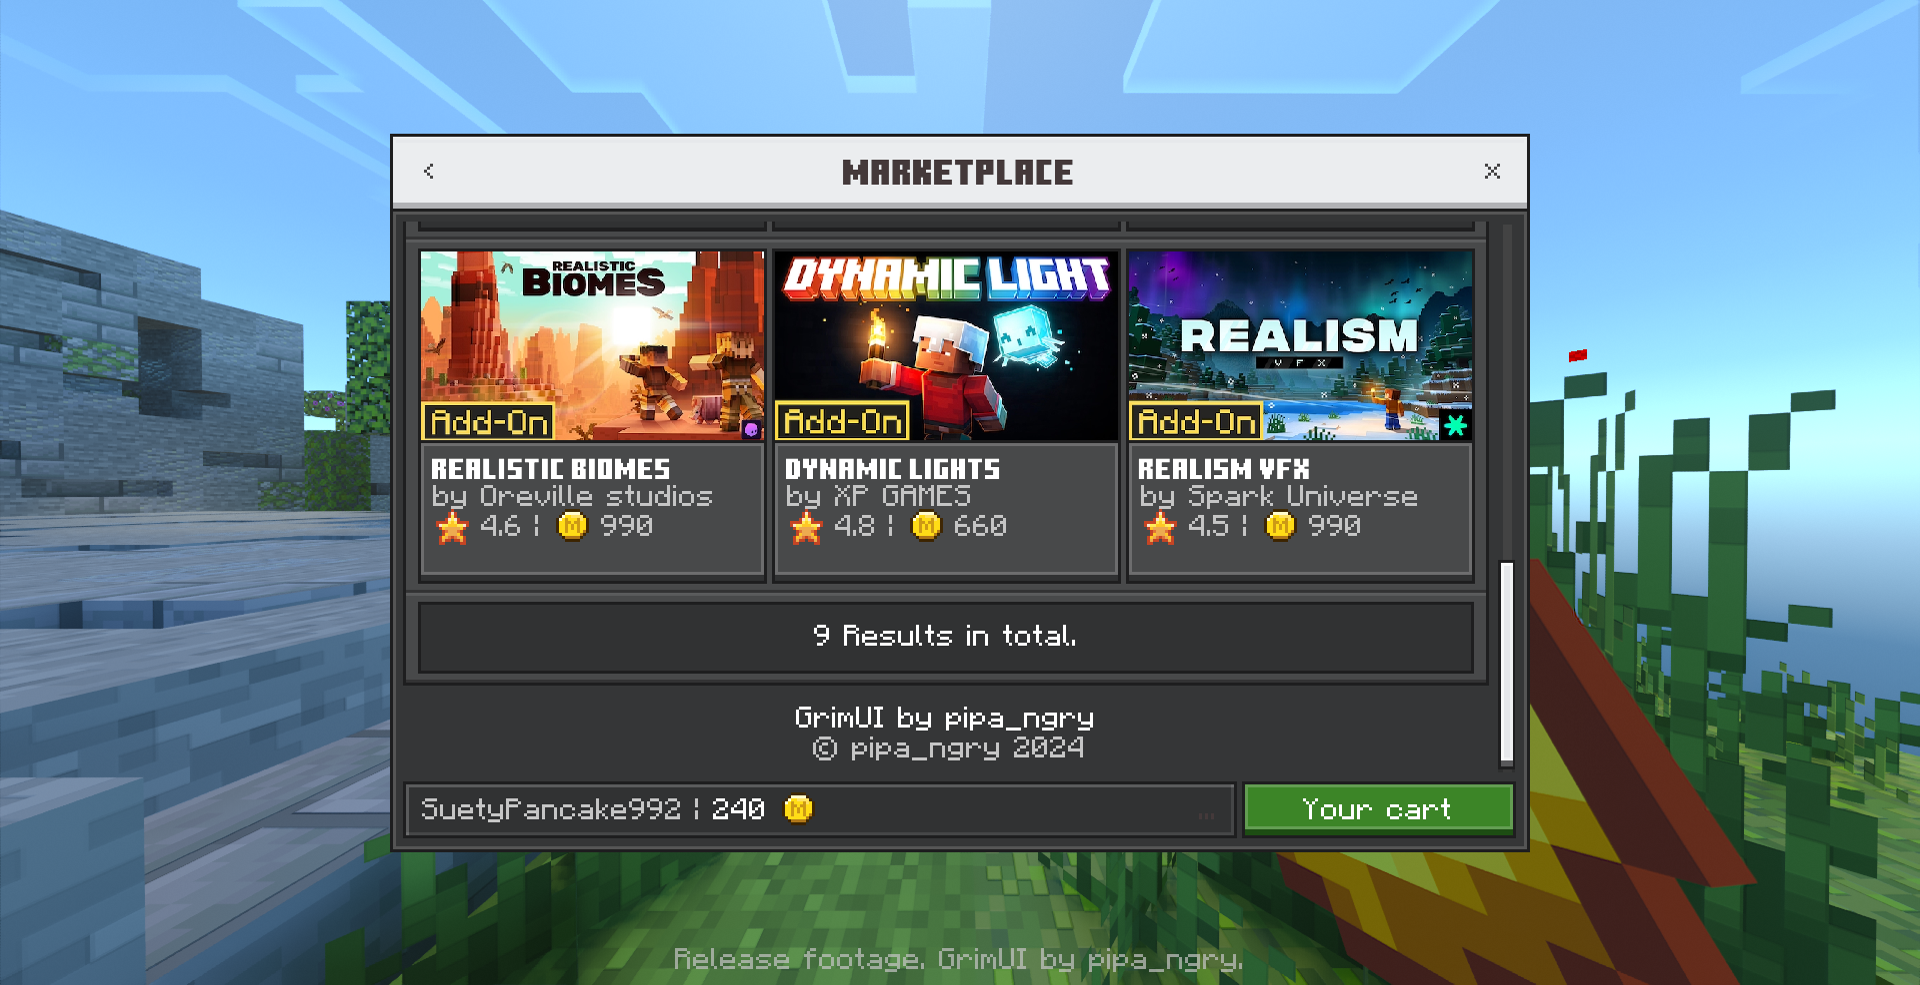 MARKETPLACE
REALISTIC
BIOMES
Add-On
REALISTIC BIOMES
by Oreville studios
4.6 | 990
DYNAMIC LIGHT
Add-On
DYNAMIC LIGHTS
by XP GAMES
4.8 | 660
REALISM
VFX
Add-On
REALISM VFX
by Spark Universe
4.5 | 990
9 Results in total.
GrimUI by pipa_ngry
© pipa_ngry 2024
SuetyPancake992 | 240
...
Your cart
Release footage. GrimUI by pipa_ngry.